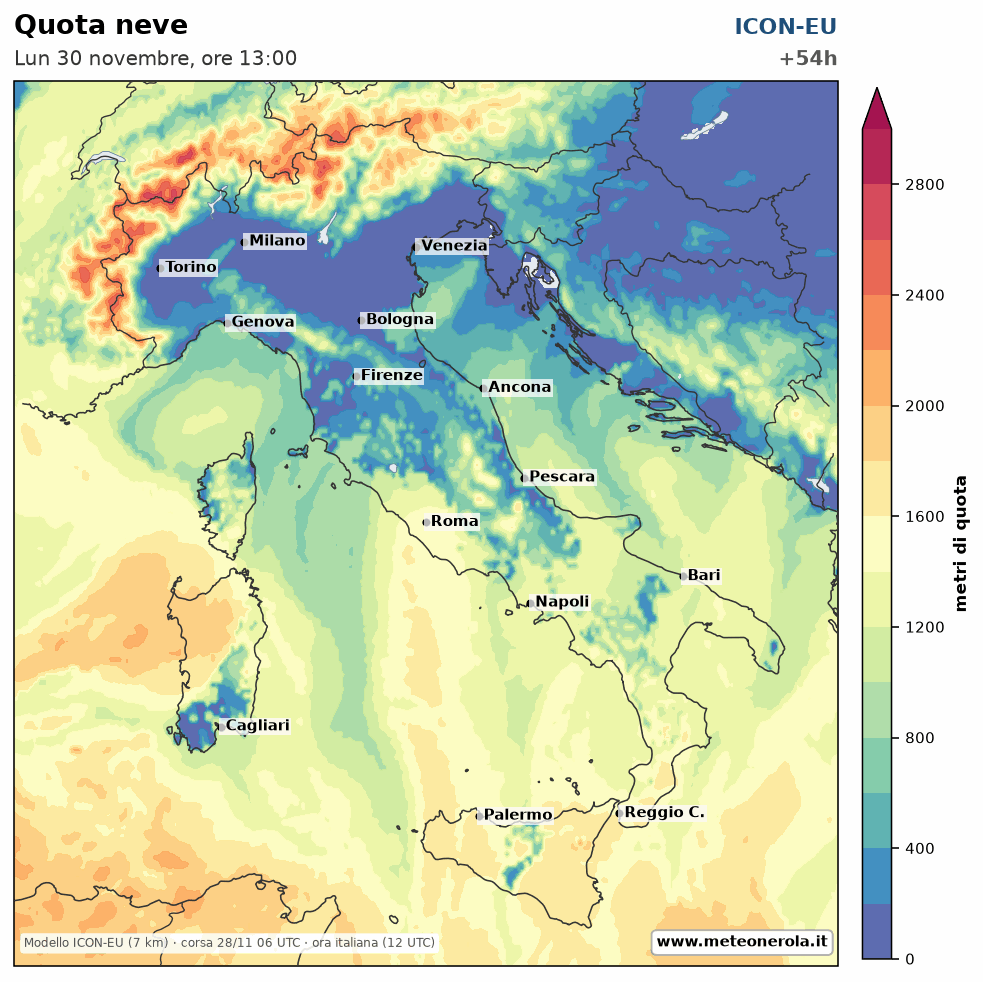 Quota neve
ICON-EU
Lun 30 novembre, ore 13:00
+54h
Milano
Venezia
Torino
Genova
Bologna
Firenze
Ancona
Pescara
Roma
Bari
Napoli
Cagliari
Palermo
Reggio C.
Modello ICON-EU (7 km) · corsa 28/11 06 UTC · ora italiana (12 UTC)
www.meteonerola.it
2800
2400
2000
1600
1200
800
400
0
metri di quota